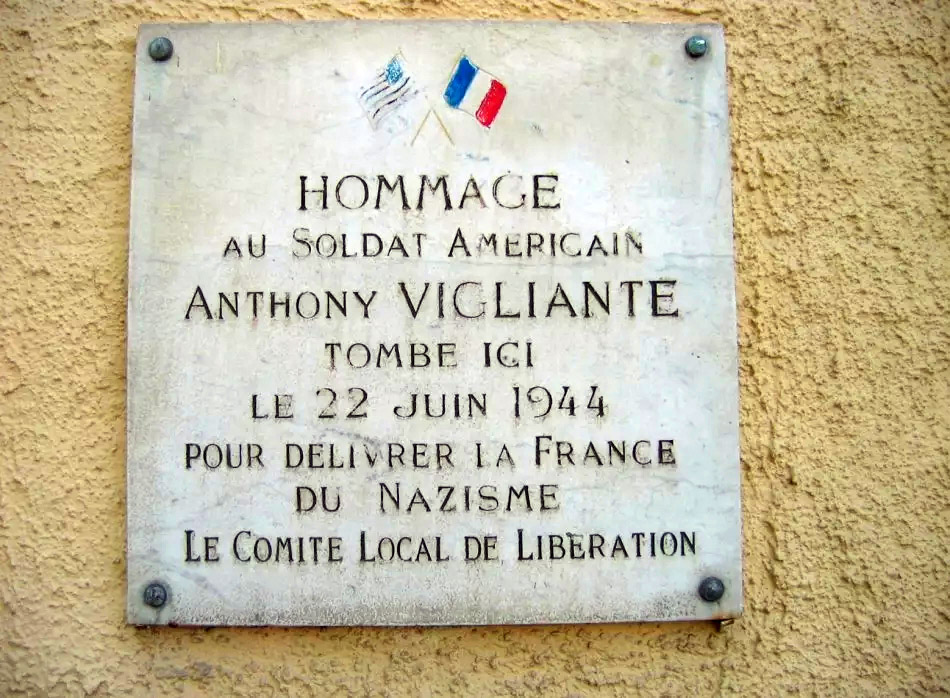 HOMMAGE
AU SOLDAT AMERICAIN
ANTHONY VIGLIANTE
TOMBE ICI
LE 22 JUIN 1944
POUR DELIVRER LA FRANCE
DU NAZISME
LE COMITE LOCAL DE LIBERATION